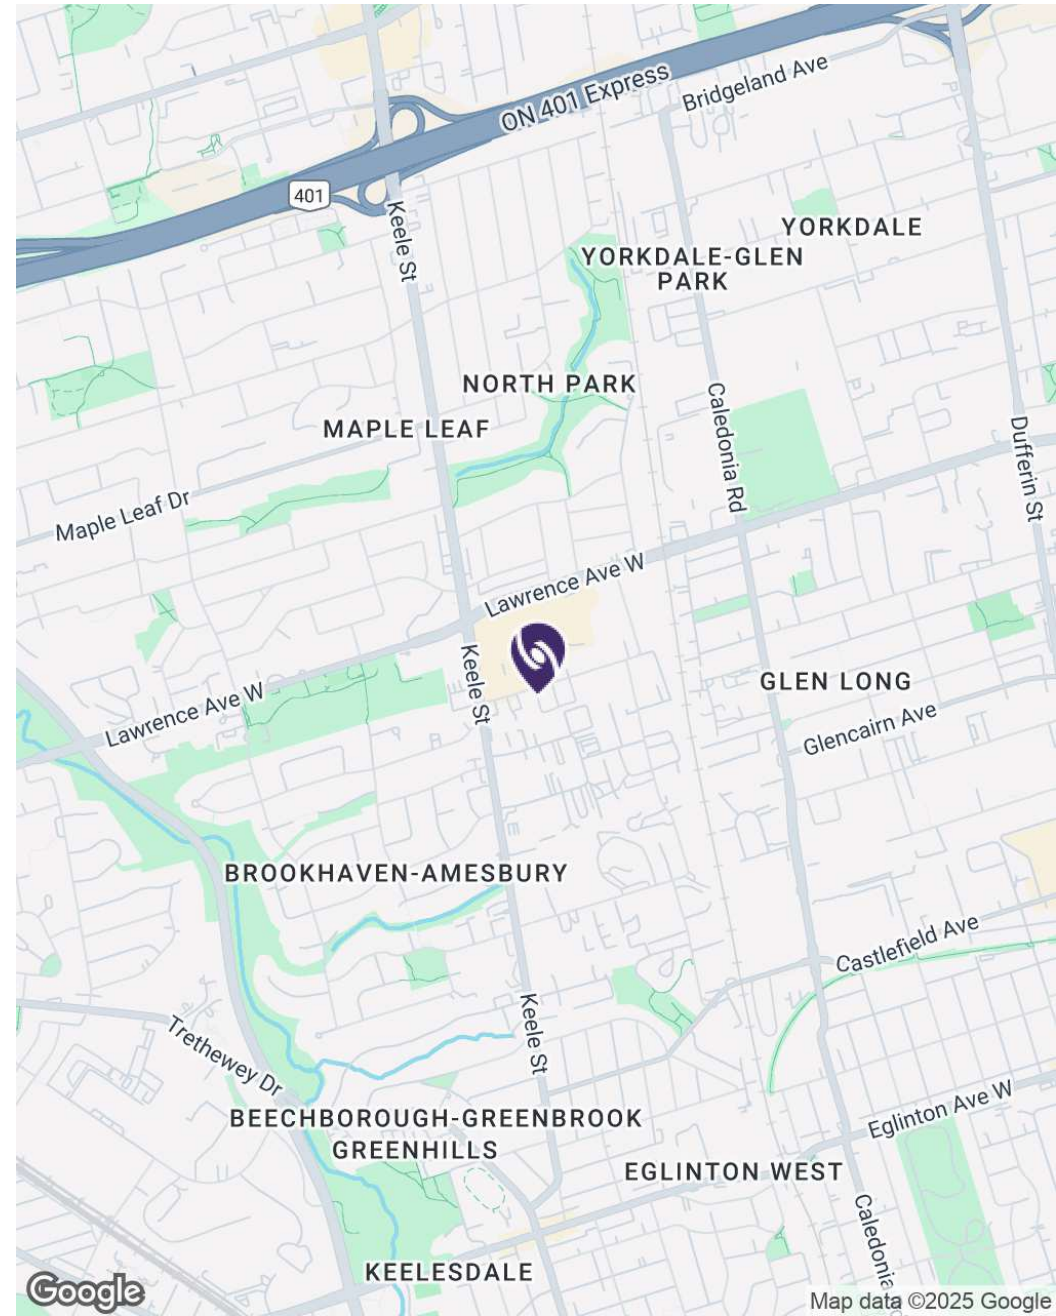 ON 401 Express
Bridgeland Ave
401
Keele St
YORKDALE
YORKDALE-GLEN
PARK
NORTH PARK
MAPLE LEAF
Caledonia Rd
Dufferin St
Maple Leaf Dr
Lawrence Ave W
Keele St
Lawrence Ave W
GLEN LONG
Glencairn Ave
BROOKHAVEN-AMESBURY
Castlefield Ave
Keele St
Trethewey Dr
BEECHBOROUGH-GREENBROOK
GREENHILLS
Eglinton Ave W
EGLINTON WEST
Caledonia
KEELESDALE
Google
Map data ©2025 Google